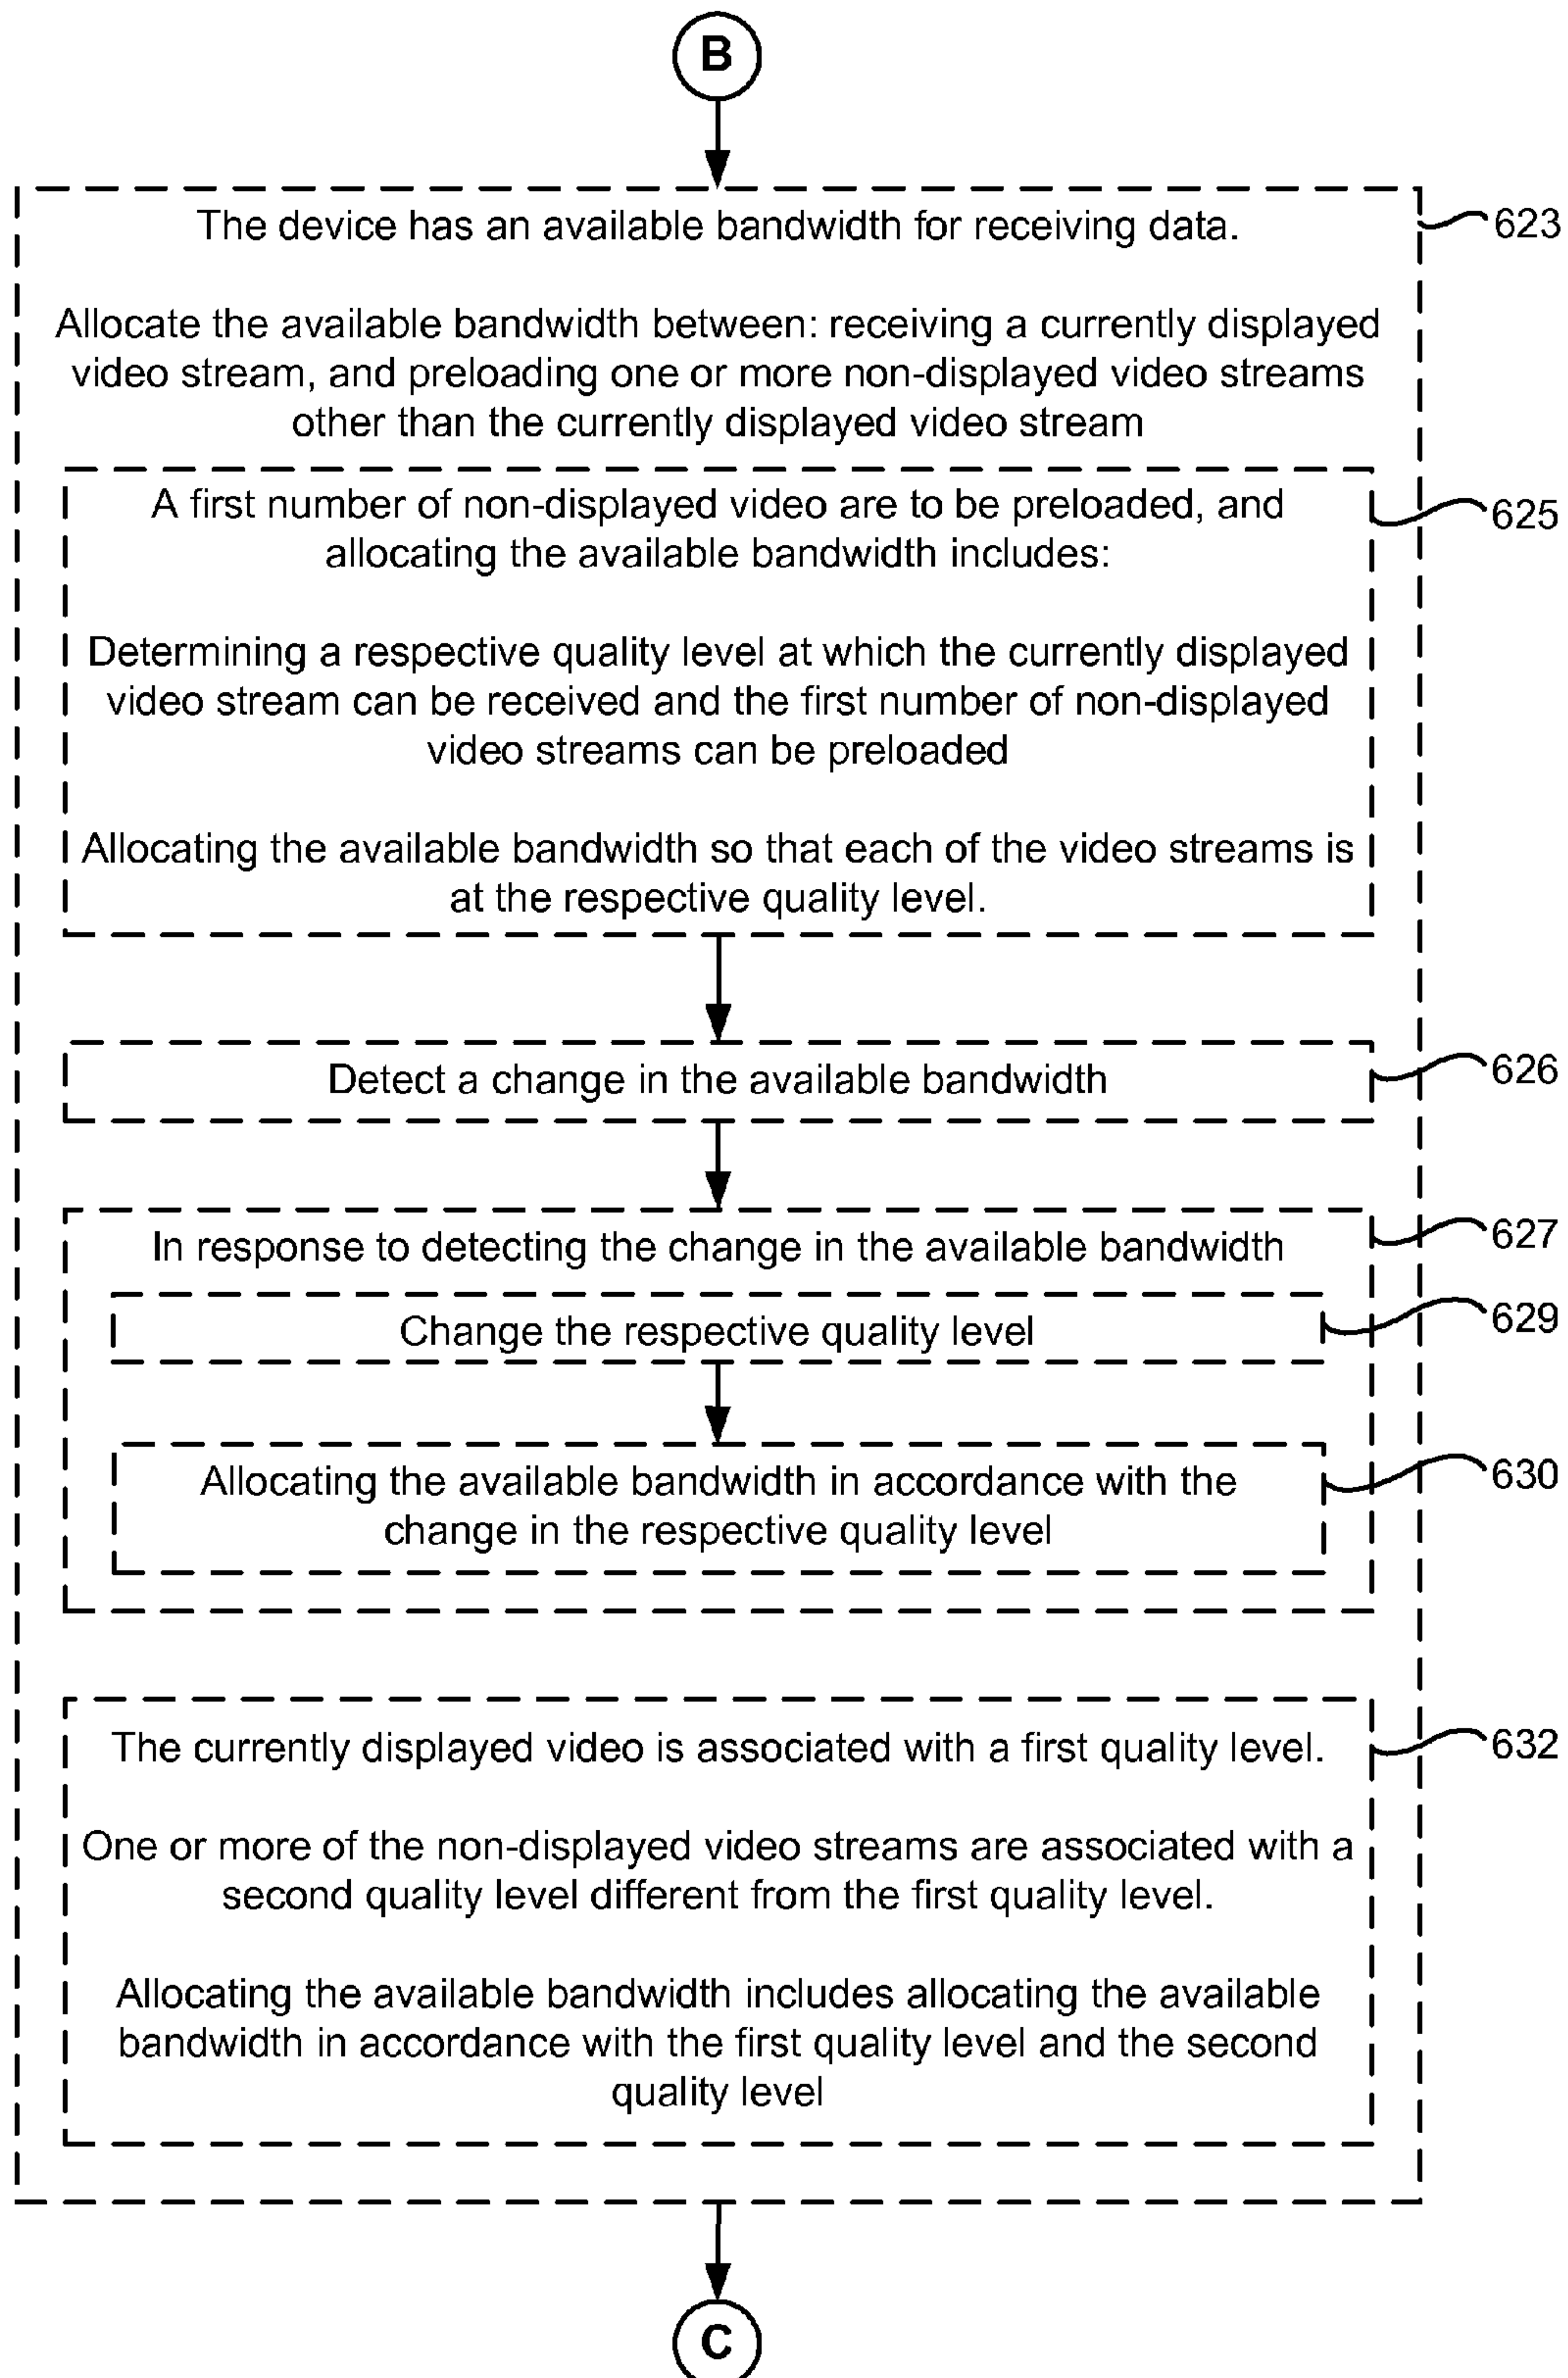 B
The device has an available bandwidth for receiving data.
623
Allocate the available bandwidth between: receiving a currently displayed
video stream, and preloading one or more non-displayed video streams
other than the currently displayed video stream
A first number of non-displayed video are to be preloaded, and
allocating the available bandwidth includes:
625
Determining a respective quality level at which the currently displayed
video stream can be received and the first number of non-displayed
video streams can be preloaded
Allocating the available bandwidth so that each of the video streams is
at the respective quality level.
Detect a change in the available bandwidth
626
In response to detecting the change in the available bandwidth
627
Change the respective quality level
629
Allocating the available bandwidth in accordance with the
change in the respective quality level
630
The currently displayed video is associated with a first quality level.
632
One or more of the non-displayed video streams are associated with a
second quality level different from the first quality level.
Allocating the available bandwidth includes allocating the available
bandwidth in accordance with the first quality level and the second
quality level
C